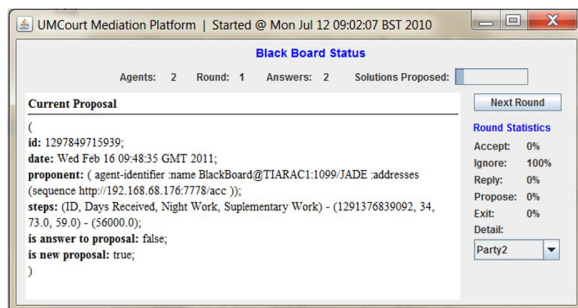 UMCourt Mediation Platform | Started @ Mon Jul 12 09:02:07 BST 2010
Black Board Status
Agents: 2 Round: 1 Answers: 2 Solutions Proposed:
Current Proposal
(
id: 1297849715939;
date: Wed Feb 16 09:48:35 GMT 2011;
proponent: ( agent-identifier :name BlackBoard@TIARAC1:1099/JADE :addresses
(sequence http://192.168.68.176:7778/acc ));
steps: (ID, Days Received, Night Work, Suplementary Work) - (1291376839092, 34,
73.0, 59.0) - (56000.0);
is answer to proposal: false;
is new proposal: true;
)
Next Round
Round Statistics
Accept: 0%
Ignore: 100%
Reply: 0%
Propose: 0%
Exit: 0%
Detail:
Party2